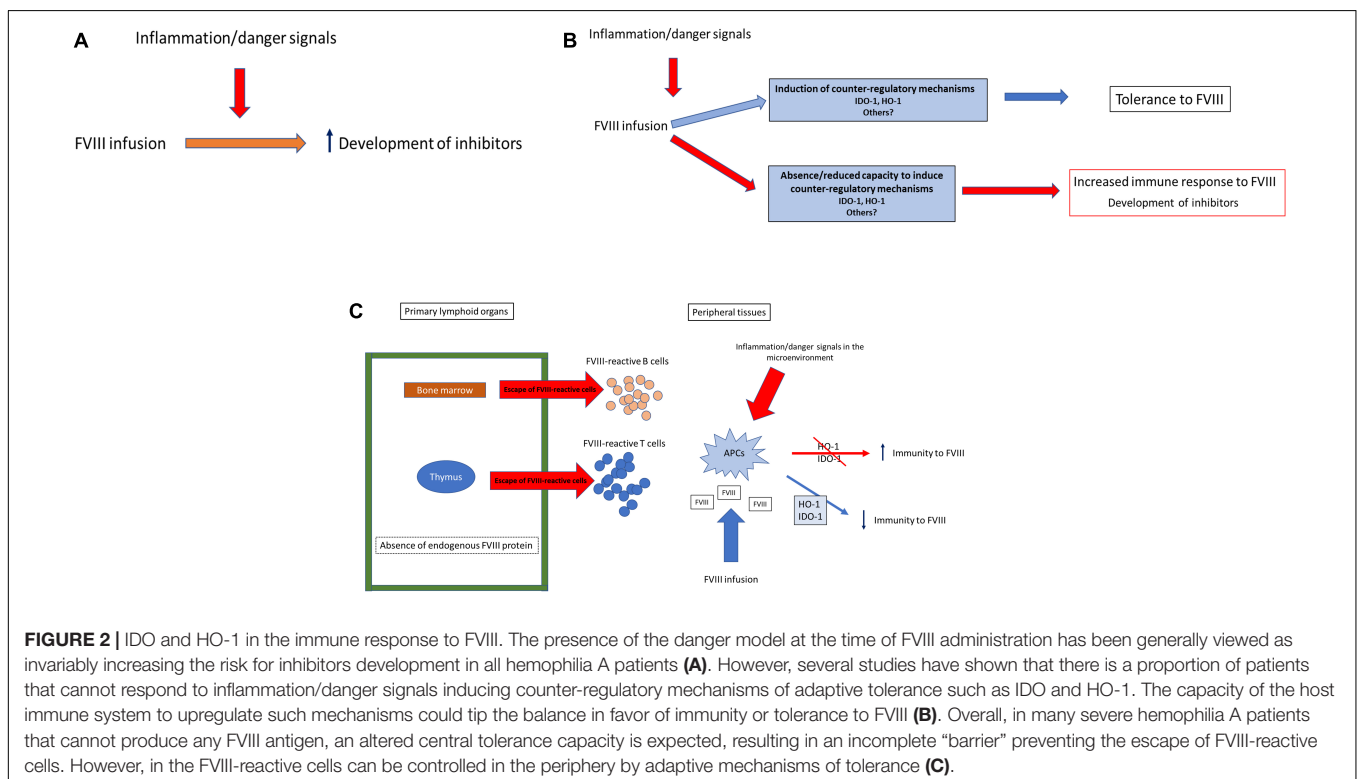 A
Inflammation/danger signals
FVIII infusion
Development of inhibitors
B
Inflammation/danger signals
FVIII infusion
Induction of counter-regulatory mechanisms
IDO-1, HO-1
Others?
Tolerance to FVIII
Absence/reduced capacity to induce
counter-regulatory mechanisms
IDO-1, HO-1
Others?
Increased immune response to FVIII
Development of inhibitors
C
Primary lymphoid organs
Bone marrow
Escape of FVIII-reactive cells
FVIII-reactive B cells
Thymus
Escape of FVIII-reactive cells
FVIII-reactive T cells
Absence of endogenous FVIII protein
Peripheral tissues
Inflammation/danger signals in the
microenvironment
APCs
HO-1
IDO-1
Immunity to FVIII
FVIII
FVIII
FVIII
HO-1
IDO-1
Immunity to FVIII
FVIII infusion
FIGURE 2 | IDO and HO-1 in the immune response to FVIII. The presence of the danger model at the time of FVIII administration has been generally viewed as
invariably increasing the risk for inhibitors development in all hemophilia A patients (A). However, several studies have shown that there is a proportion of patients
that cannot respond to inflammation/danger signals inducing counter-regulatory mechanisms of adaptive tolerance such as IDO and HO-1. The capacity of the host
immune system to upregulate such mechanisms could tip the balance in favor of immunity or tolerance to FVIII (B). Overall, in many severe hemophilia A patients
that cannot produce any FVIII antigen, an altered central tolerance capacity is expected, resulting in an incomplete “barrier” preventing the escape of FVIII-reactive
cells. However, in the FVIII-reactive cells can be controlled in the periphery by adaptive mechanisms of tolerance (C).